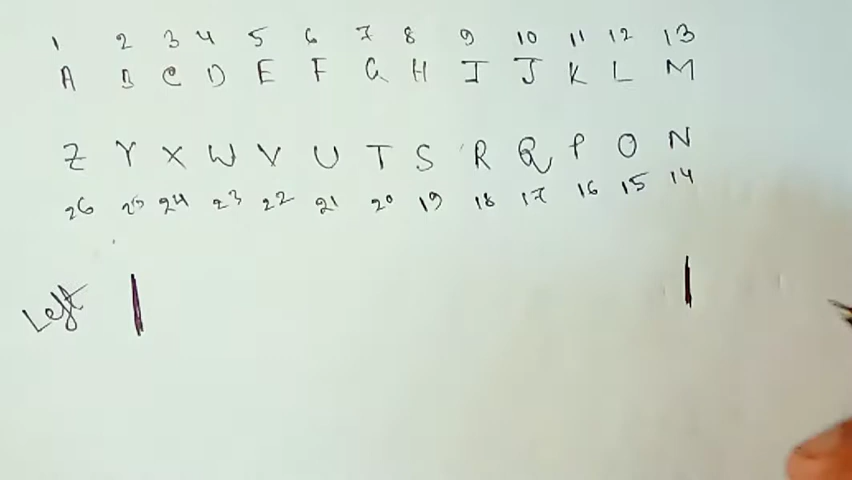 1 2 3 4 5 6 7 8 9 10 11 12 13
A B C D E F G H I J K L M
Z Y X W V U T S R Q P O N
26 25 24 23 22 21 20 19 18 17 16 15 14
Left